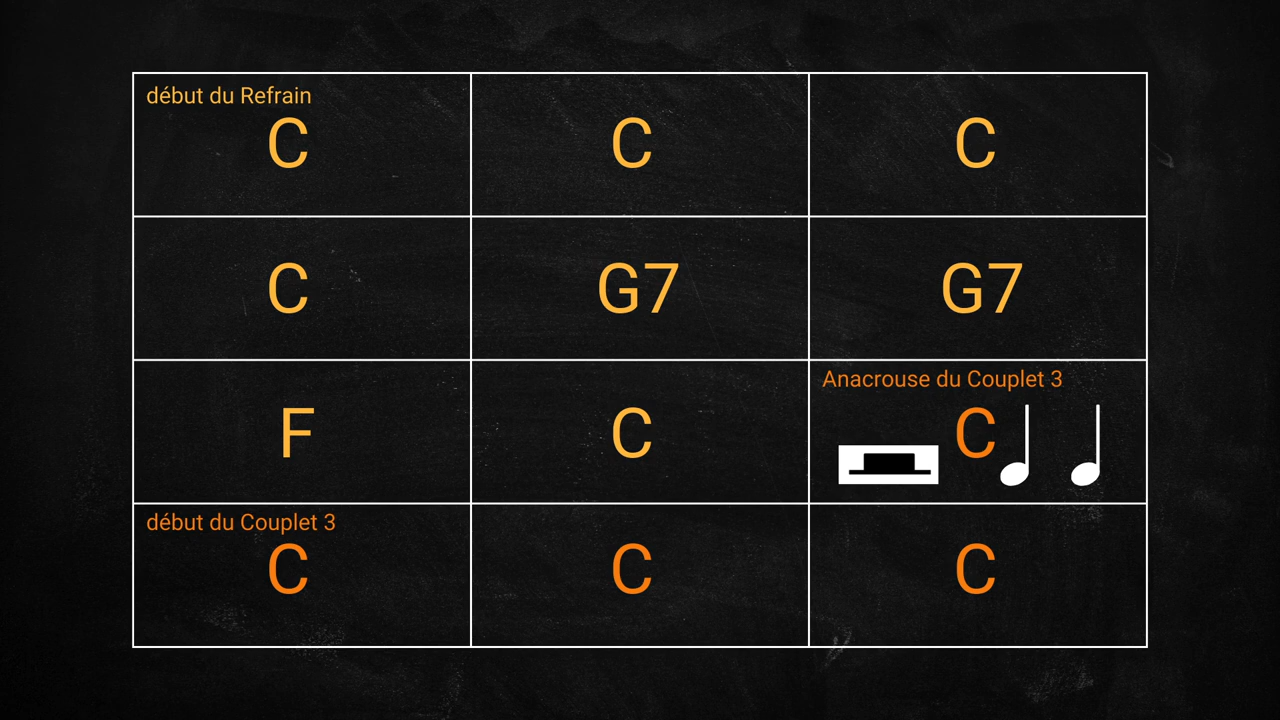 début du Refrain
C C C
C G7 G7
Anacrouse du Couplet 3
F C C
début du Couplet 3
C C C